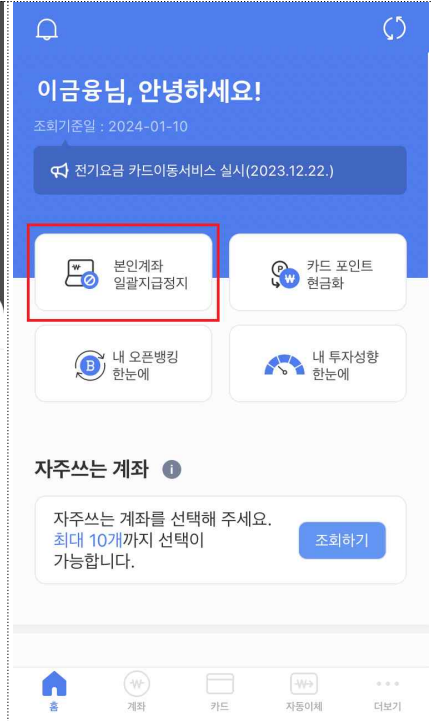 이금융님, 안녕하세요!
조회기준일 : 2024-01-10
전기요금 카드이동서비스 실시(2023.12.22.)
본인계좌
일괄지급정지
카드 포인트
현금화
내 오픈뱅킹
한눈에
내 투자성향
한눈에
자주쓰는 계좌
자주쓰는 계좌를 선택해 주세요.
최대 10개까지 선택이
가능합니다.
조회하기
홈 계좌 카드 자동이체 더보기